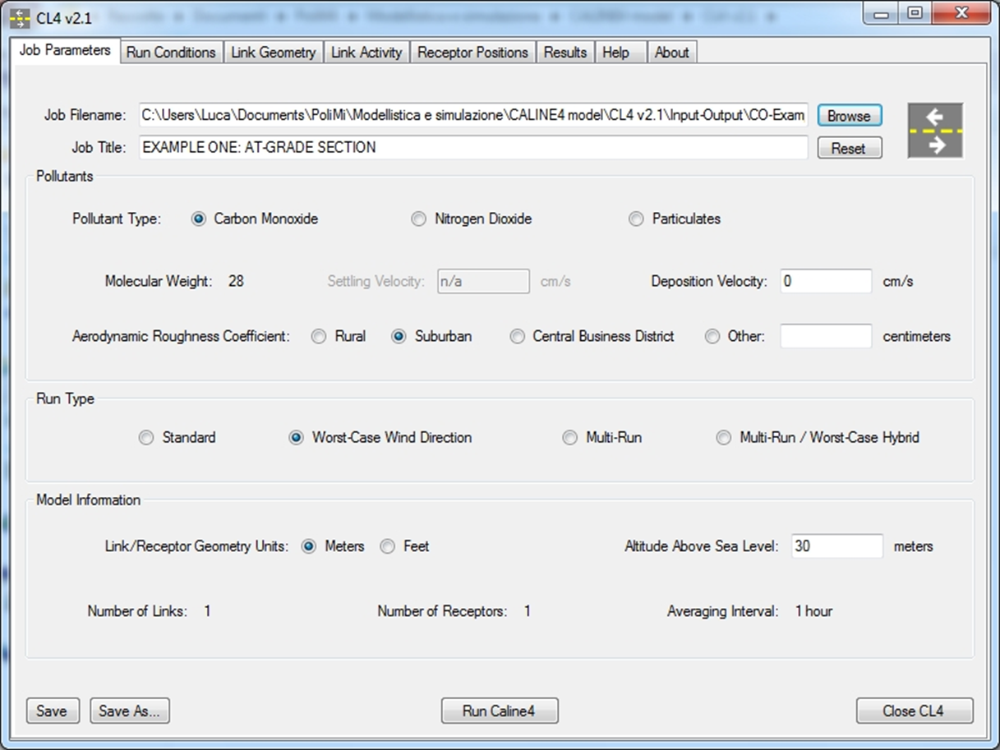 CL4 v2.1
Job Parameters Run Conditions Link Geometry Link Activity Receptor Positions Results Help About
Job Filename: C:\Users\Luca\Documents\PoliMi\Modellistica e simulazione\CALINE4 model\CL4 v2.1\Input-Output\CO-Exam Browse
Job Title: EXAMPLE ONE: AT-GRADE SECTION Reset
Pollutants
Pollutant Type: Carbon Monoxide Nitrogen Dioxide Particulates
Molecular Weight: 28 Settling Velocity: n/a cm/s Deposition Velocity: 0 cm/s
Aerodynamic Roughness Coefficient: Rural Suburban Central Business District Other: centimeters
Run Type
Standard Worst-Case Wind Direction Multi-Run Multi-Run / Worst-Case Hybrid
Model Information
Link/Receptor Geometry Units: Meters Feet Altitude Above Sea Level: 30 meters
Number of Links: 1 Number of Receptors: 1 Averaging Interval: 1 hour
Save Save As... Run Caline4 Close CL4